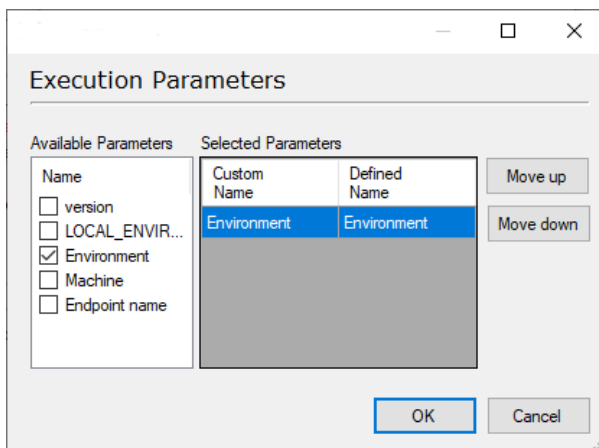 Execution Parameters
Available Parameters
Selected Parameters
Name
version
LOCAL_ENVIR...
Environment
Machine
Endpoint name
Custom
Name
Defined
Name
Environment
Environment
Move up
Move down
OK
Cancel